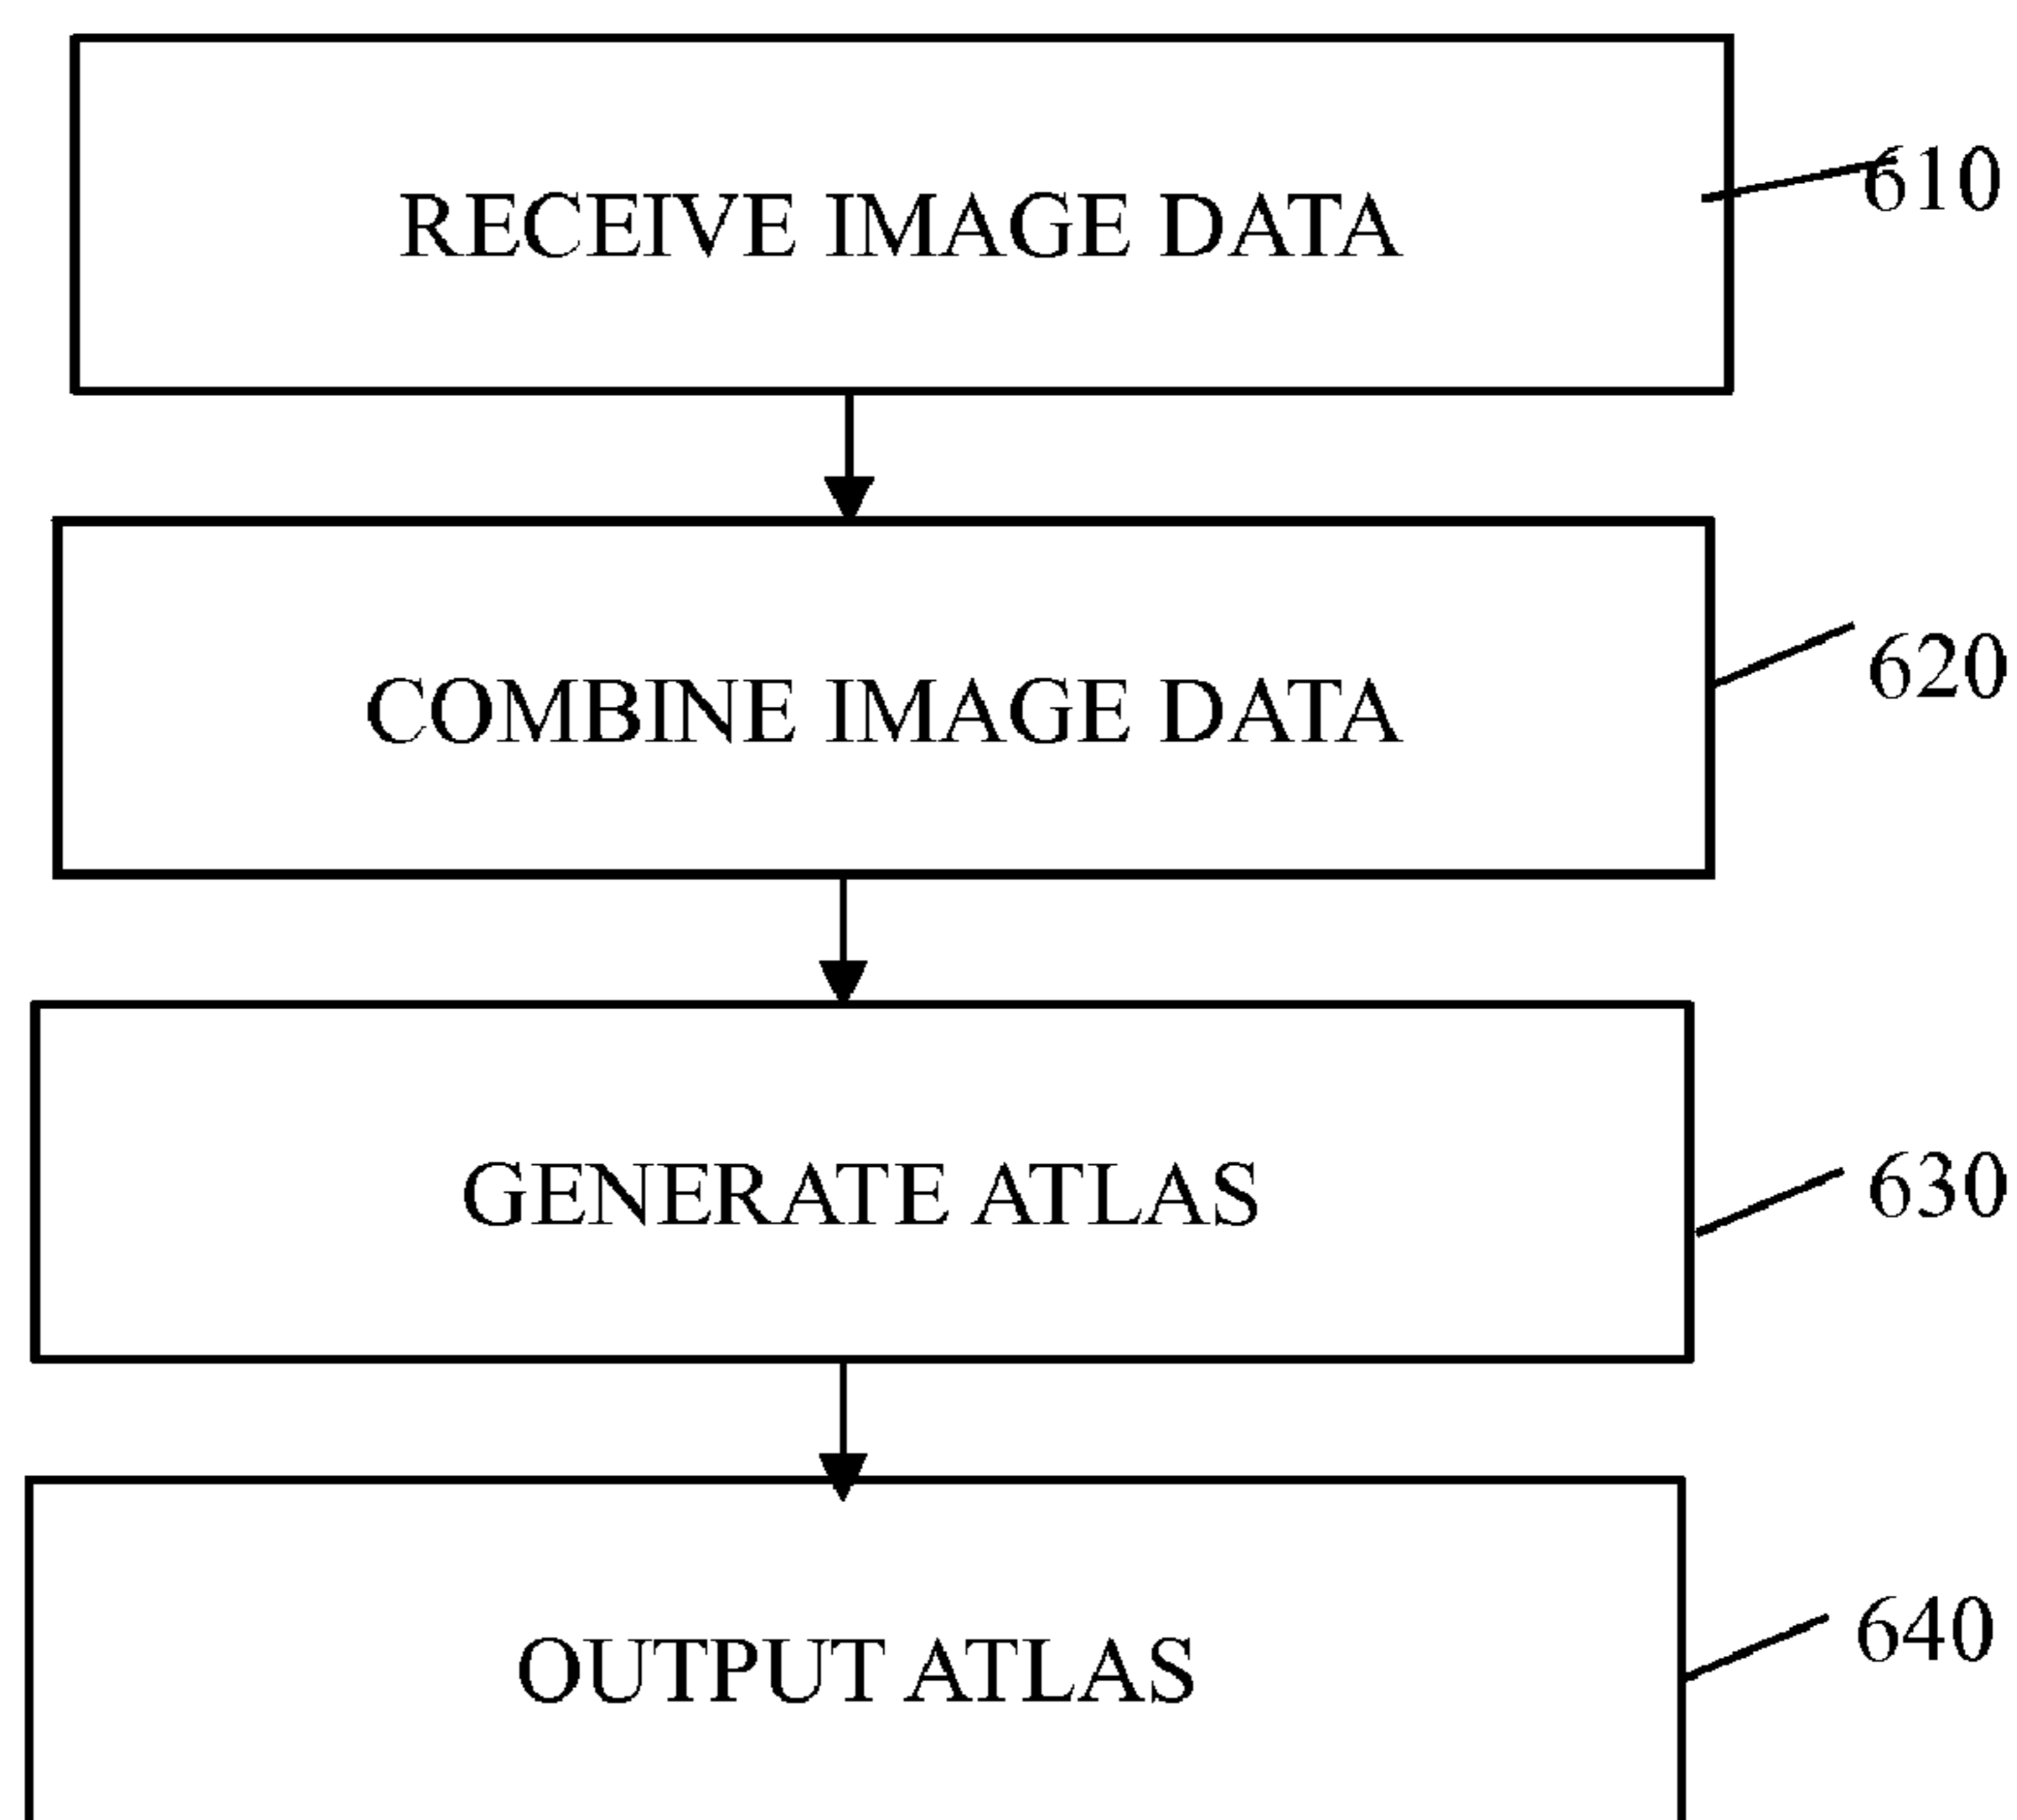 RECEIVE IMAGE DATA
610
COMBINE IMAGE DATA
620
GENERATE ATLAS
630
OUTPUT ATLAS
640